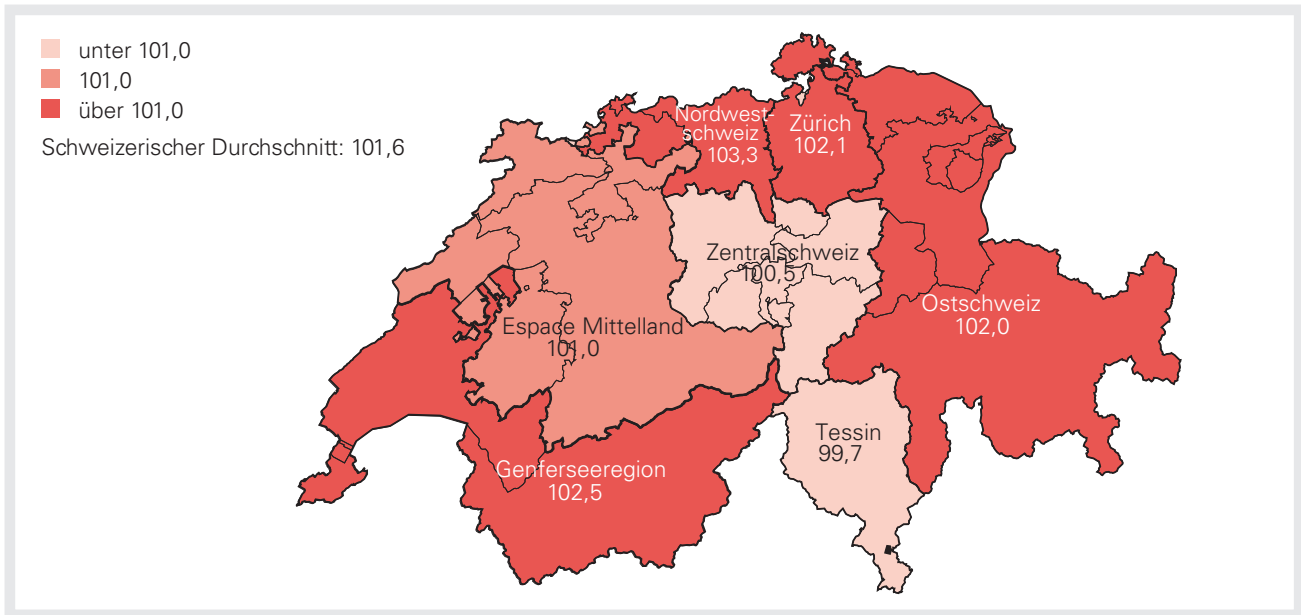 unter 101,0
101,0
über 101,0
Schweizerischer Durchschnitt: 101,6
Nordwest-
schweiz
103,3
Zürich
102,1
Zentralschweiz
100,5
Ostschweiz
102,0
Espace Mittelland
101,0
Tessin
99,7
Genferseeregion
102,5